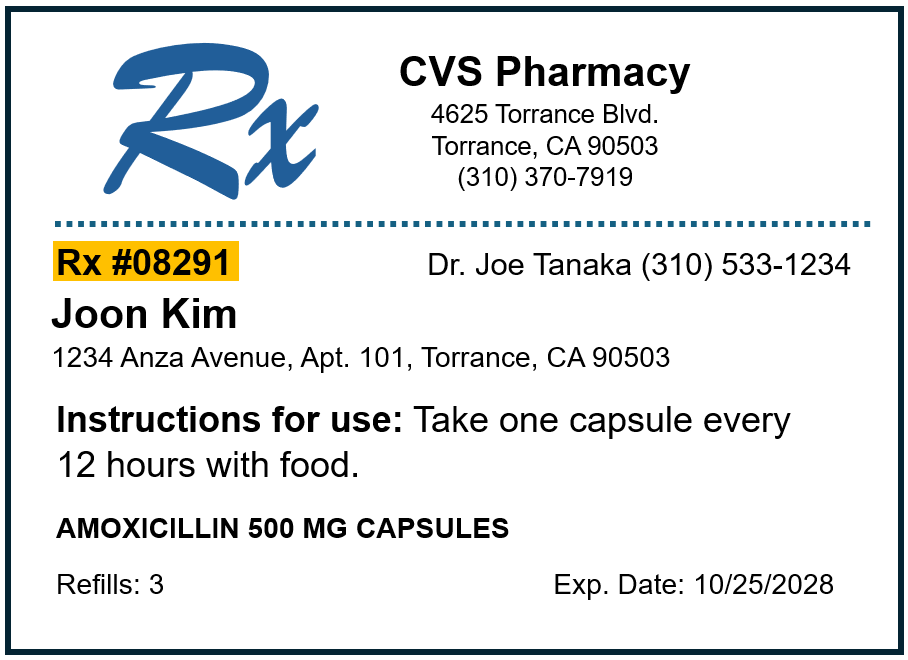 Rx
CVS Pharmacy
4625 Torrance Blvd.
Torrance, CA 90503
(310) 370-7919
Rx #08291
Dr. Joe Tanaka (310) 533-1234
Joon Kim
1234 Anza Avenue, Apt. 101, Torrance, CA 90503
Instructions for use: Take one capsule every
12 hours with food.
AMOXICILLIN 500 MG CAPSULES
Refills: 3
Exp. Date: 10/25/2028